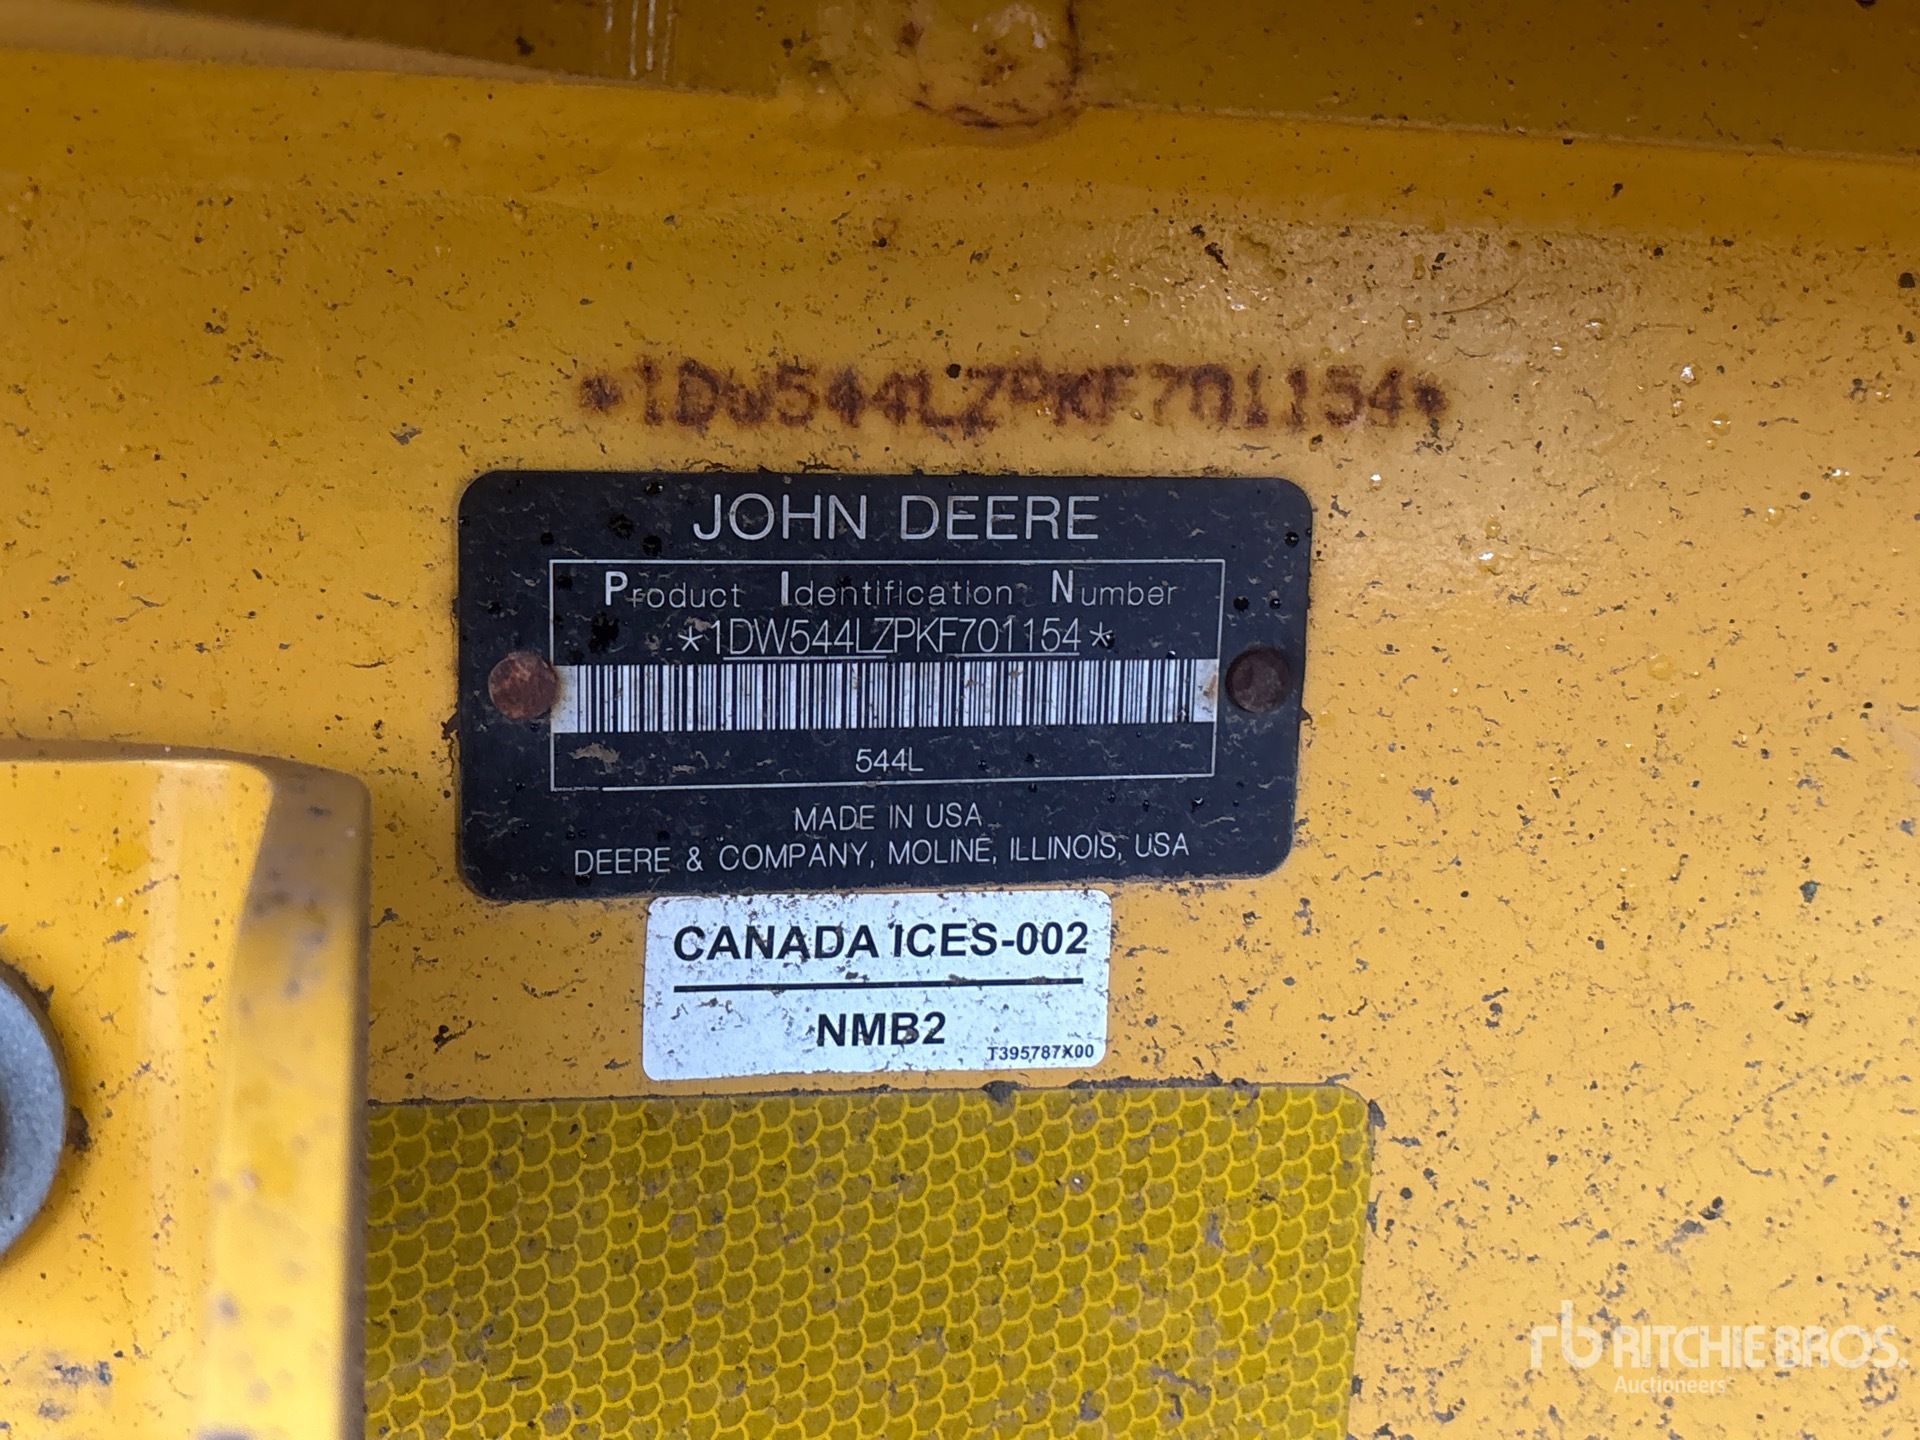 *1DW544LZPKF701154*
JOHN DEERE
Product Identification Number
*1DW544LZPKF701154*
544L
MADE IN USA
DEERE & COMPANY, MOLINE, ILLINOIS, USA
CANADA ICES-002
NMB2
T395787X00
rb RITCHIE BROS.
Auctioneers